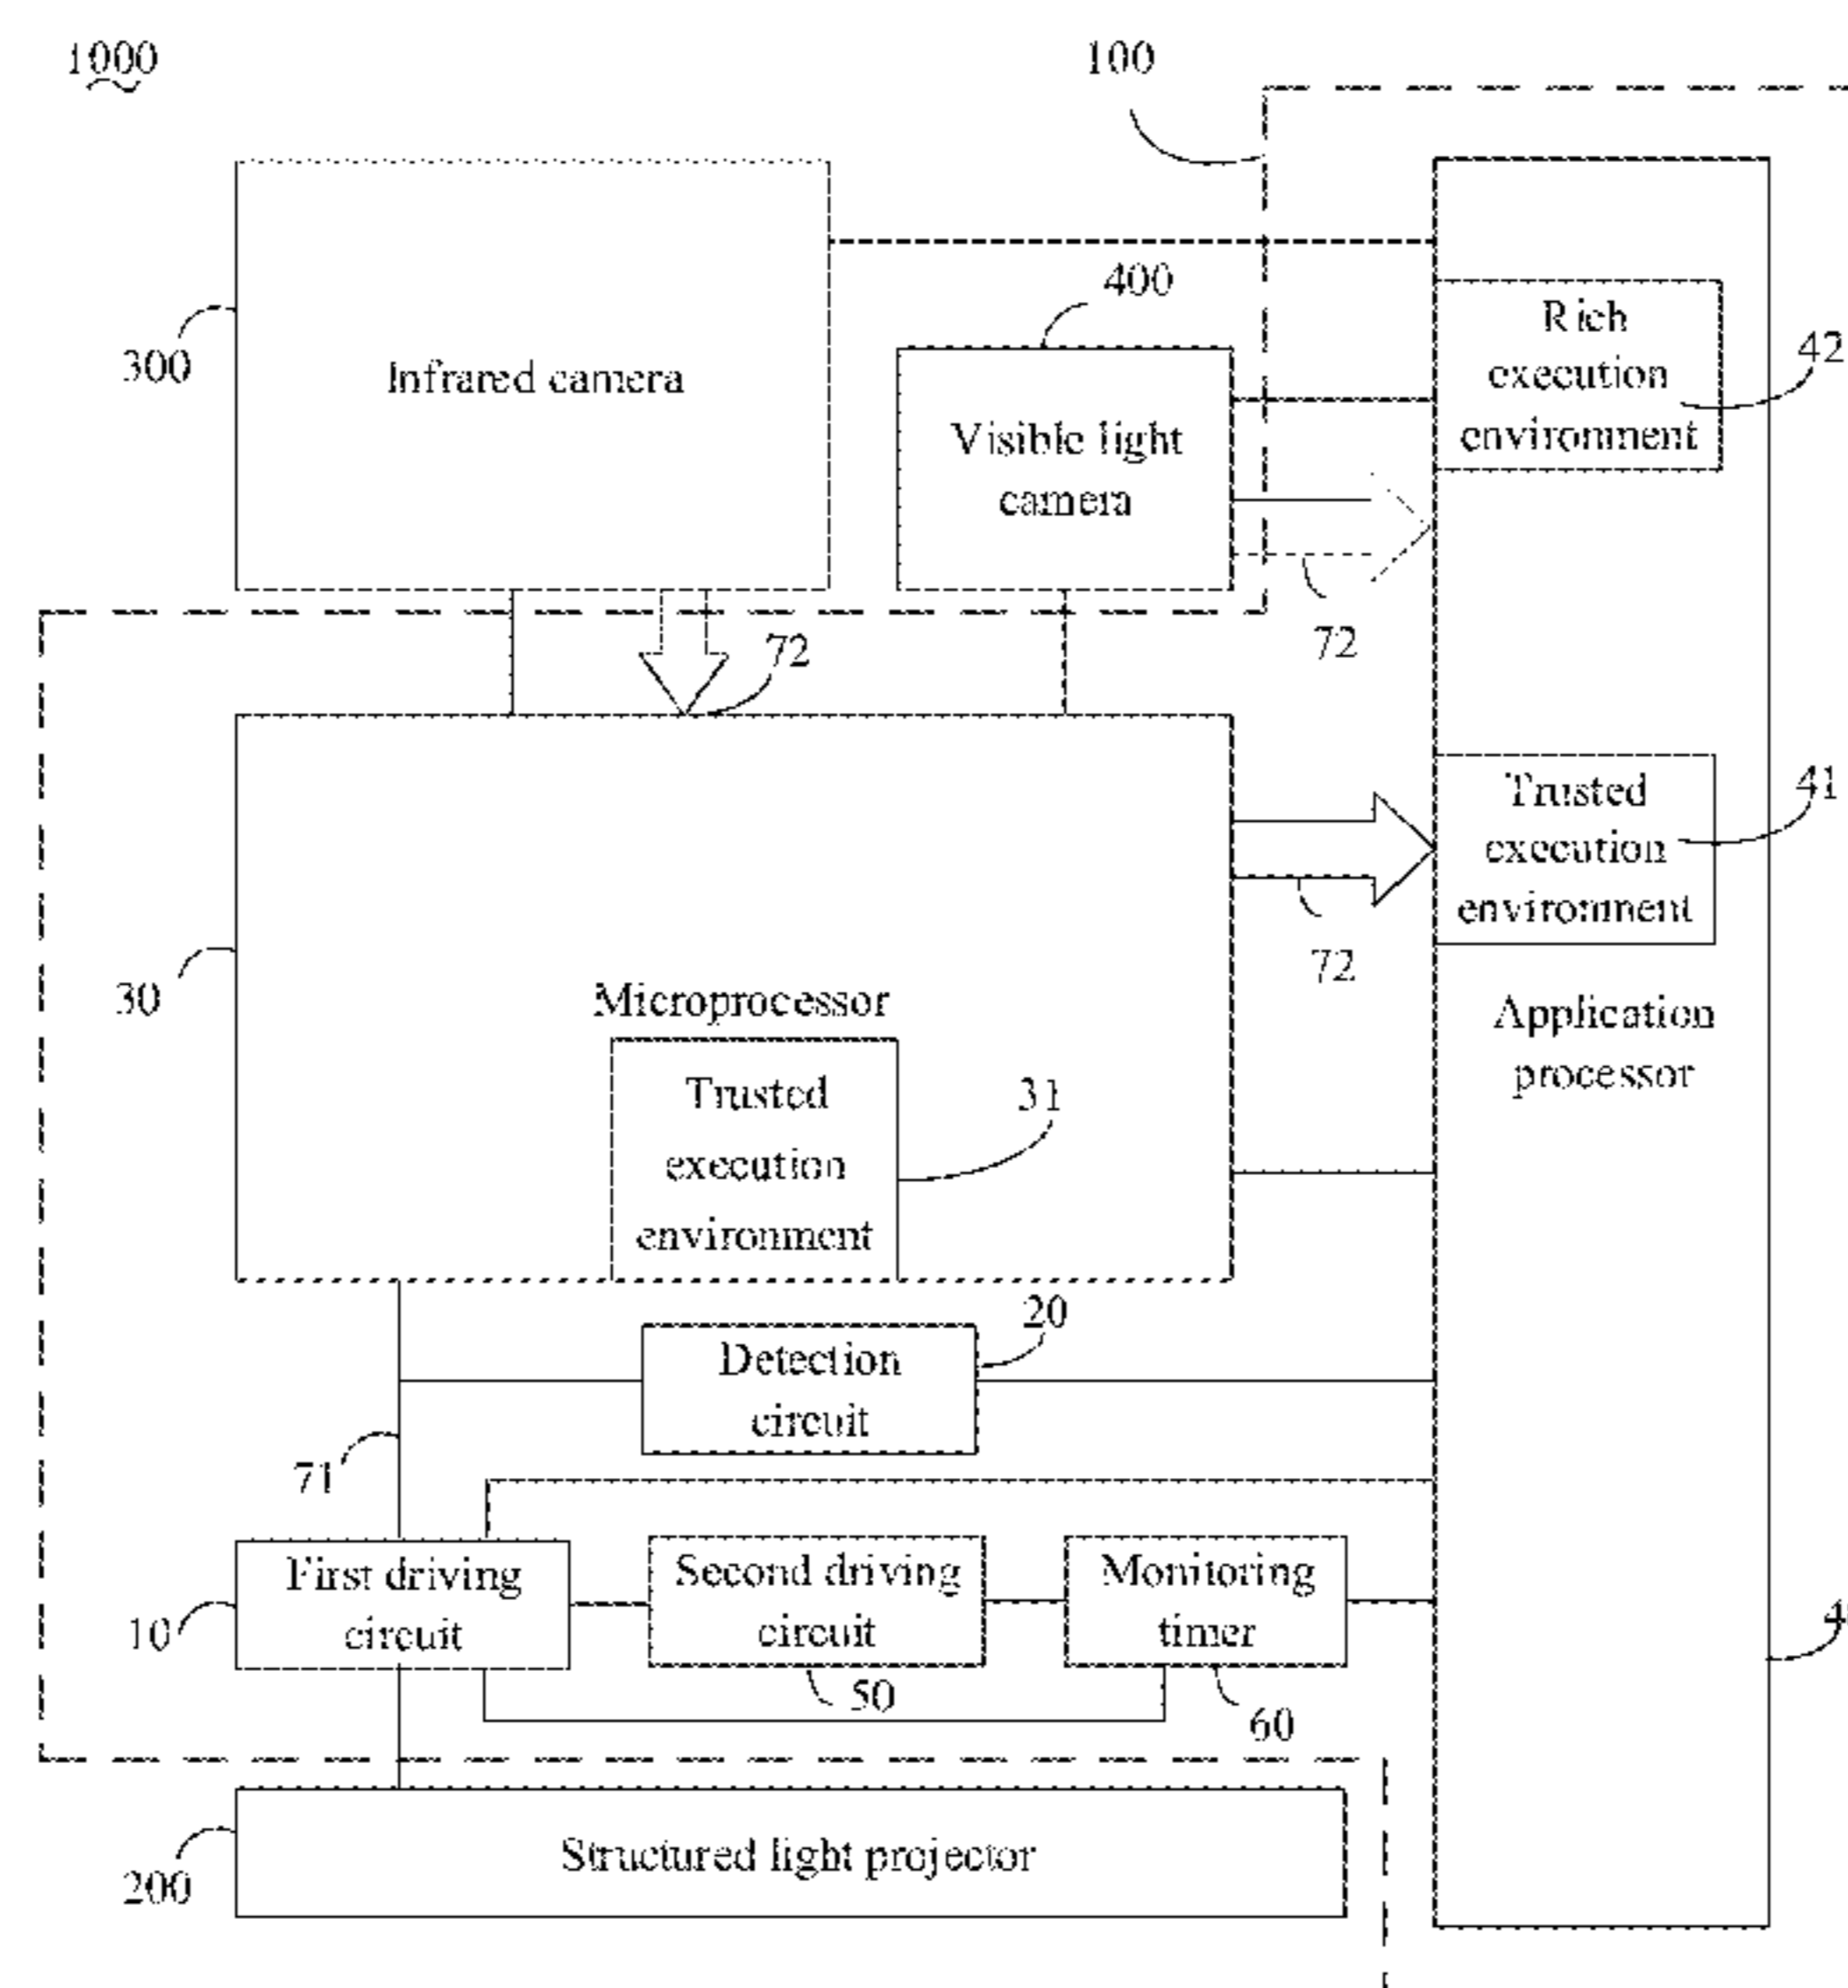 1000
100
300
Infrared camera
400
Visible light
camera
Rich
execution
environment
42
72
72
30
Microprocessor
Trusted
execution
environment
31
72
Trusted
execution
environment
41
Application
processor
20
Detection
circuit
71
10
First driving
circuit
Second driving
circuit
50
Monitoring
timer
60
4
200
Structured light projector